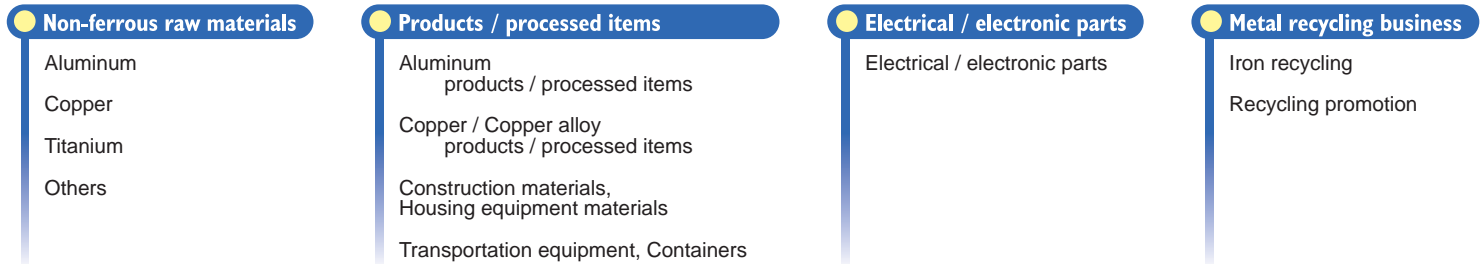 Non-ferrous raw materials
Aluminum
Copper
Titanium
Others
Products / processed items
Aluminum
products / processed items
Copper / Copper alloy
products / processed items
Construction materials,
Housing equipment materials
Transportation equipment, Containers
Electrical / electronic parts
Electrical / electronic parts
Metal recycling business
Iron recycling
Recycling promotion